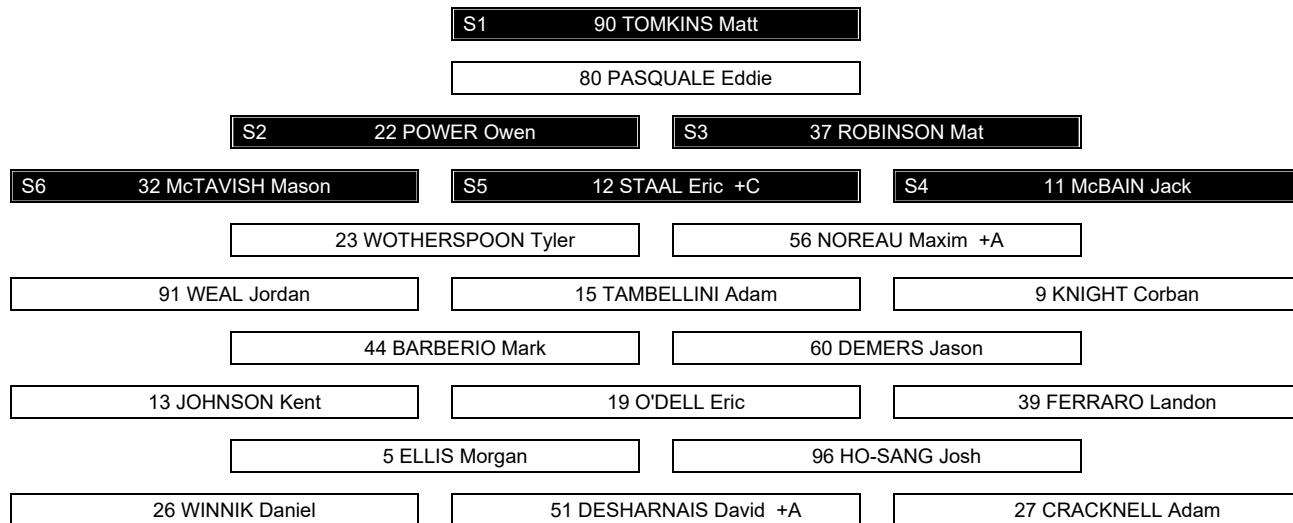 S1 90 TOMKINS Matt
80 PASQUALE Eddie
S2 22 POWER Owen S3 37 ROBINSON Mat
S6 32 McTAVISH Mason S5 12 STAAL Eric +C S4 11 McBAIN Jack
23 WOTHERSPOON Tyler 56 NOREAU Maxim +A
91 WEAL Jordan 15 TAMBELLINI Adam 9 KNIGHT Corban
44 BARBERIO Mark 60 DEMERS Jason
13 JOHNSON Kent 19 O'DELL Eric 39 FERRARO Landon
5 ELLIS Morgan 96 HO-SANG Josh
26 WINNIK Daniel 51 DESHARNAIS David +A 27 CRACKNELL Adam